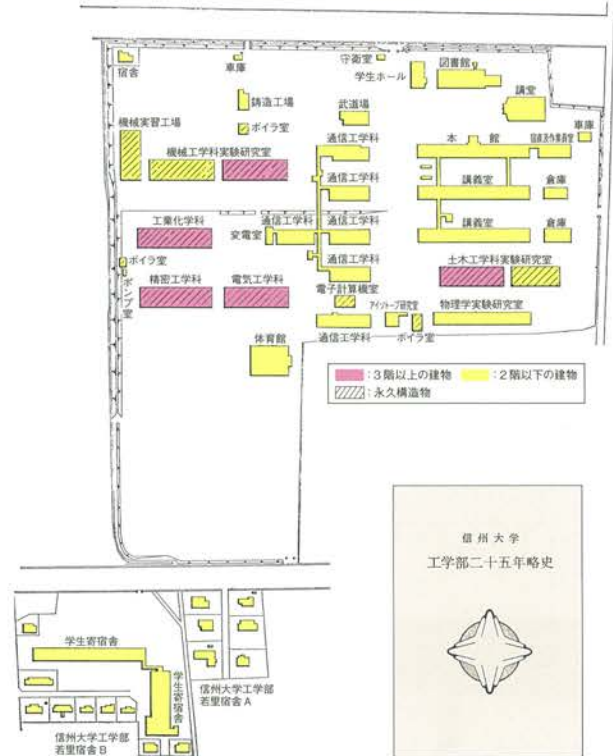 宿舎
車庫
守衛室
学生ホール
図書館
鋳造工場
武道場
講堂
機械実習工場
ボイラ室
通信工学科
本館
車庫
機械工学科実験研究室
通信工学科
講義室
倉庫
工業化学科
通信工学科
通信工学科
講義室
倉庫
変電室
ボイラ室
ポンプ室
精密工学科
電気工学科
通信工学科
土木工学科実験研究室
電子計算機室
アイソトープ研究室
物理学実験研究室
通信工学科
ボイラ室
体育館
:3階以上の建物
:2階以下の建物
:永久構造物
信州大学
工学部二十五年略史
学生寄宿舎
学生寄宿舎
信州大学工学部
若里宿舎A
信州大学工学部
若里宿舎B